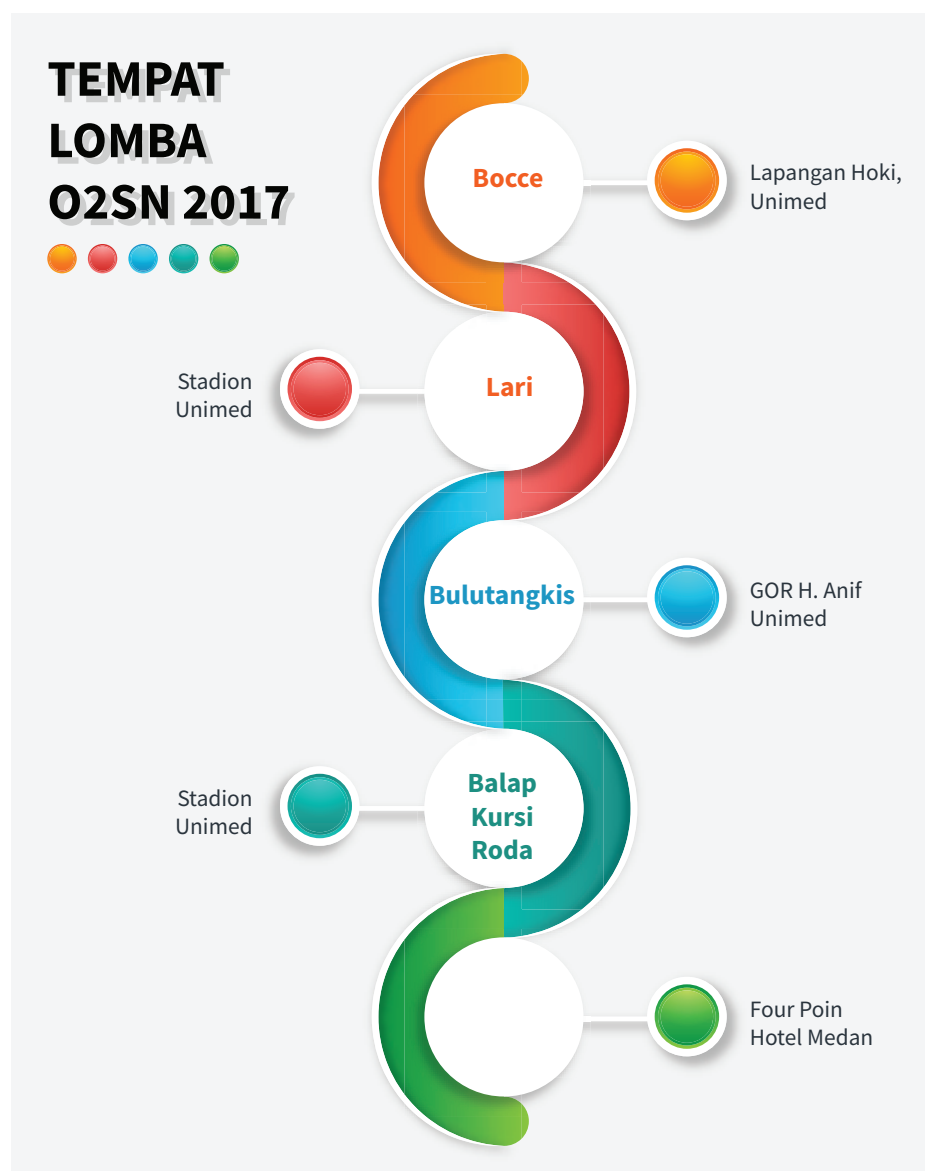 TEMPAT
LOMBA
O2SN 2017
Bocce
Lapangan Hoki,
Unimed
Lari
Stadion
Unimed
Bulutangkis
GOR H. Anif
Unimed
Balap
Kursi
Roda
Stadion
Unimed
Four Poin
Hotel Medan